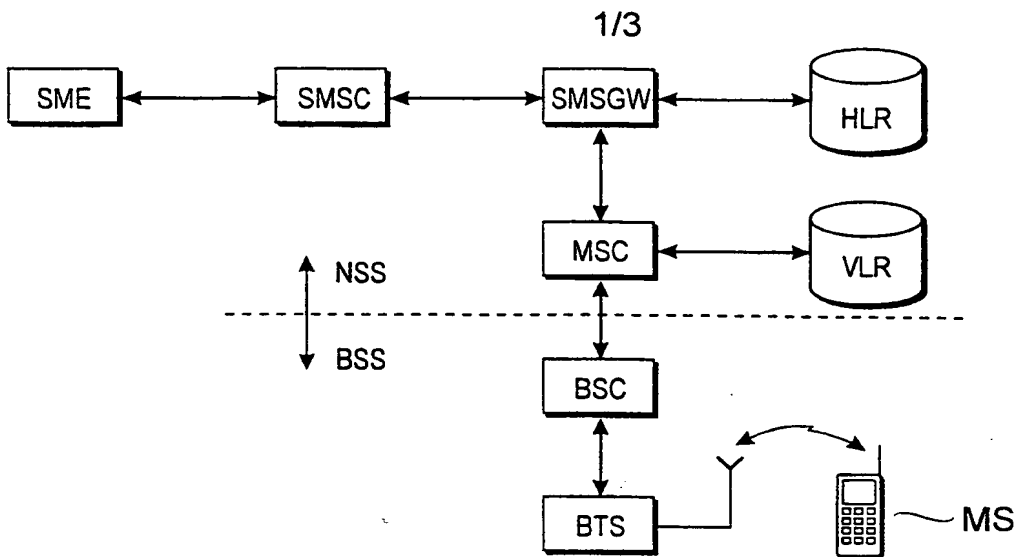 1/3
SME
SMSC
SMSGW
HLR
MSC
VLR
NSS
BSS
BSC
BTS
MS